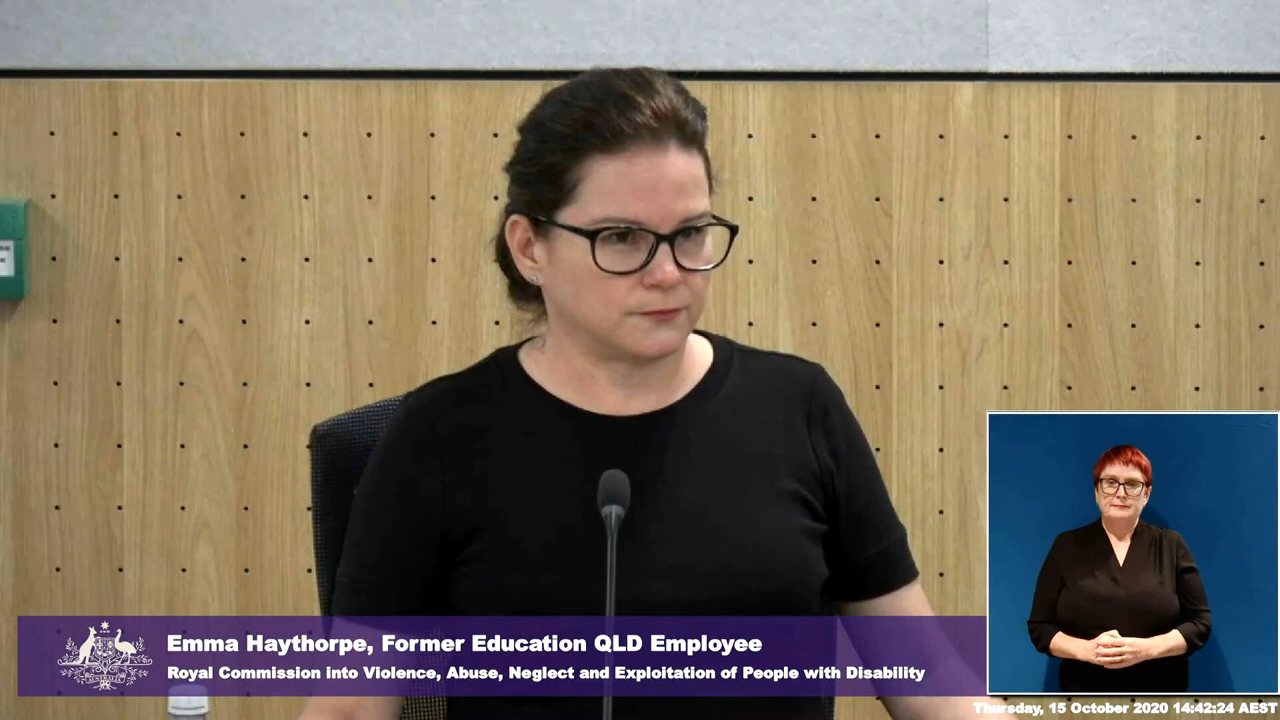 Emma Haythorpe, Former Education QLD Employee
Royal Commission into Violence, Abuse, Neglect and Exploitation of People with Disability
AUSTRALIA
Thursday, 15 October 2020 14:42:24 AEST